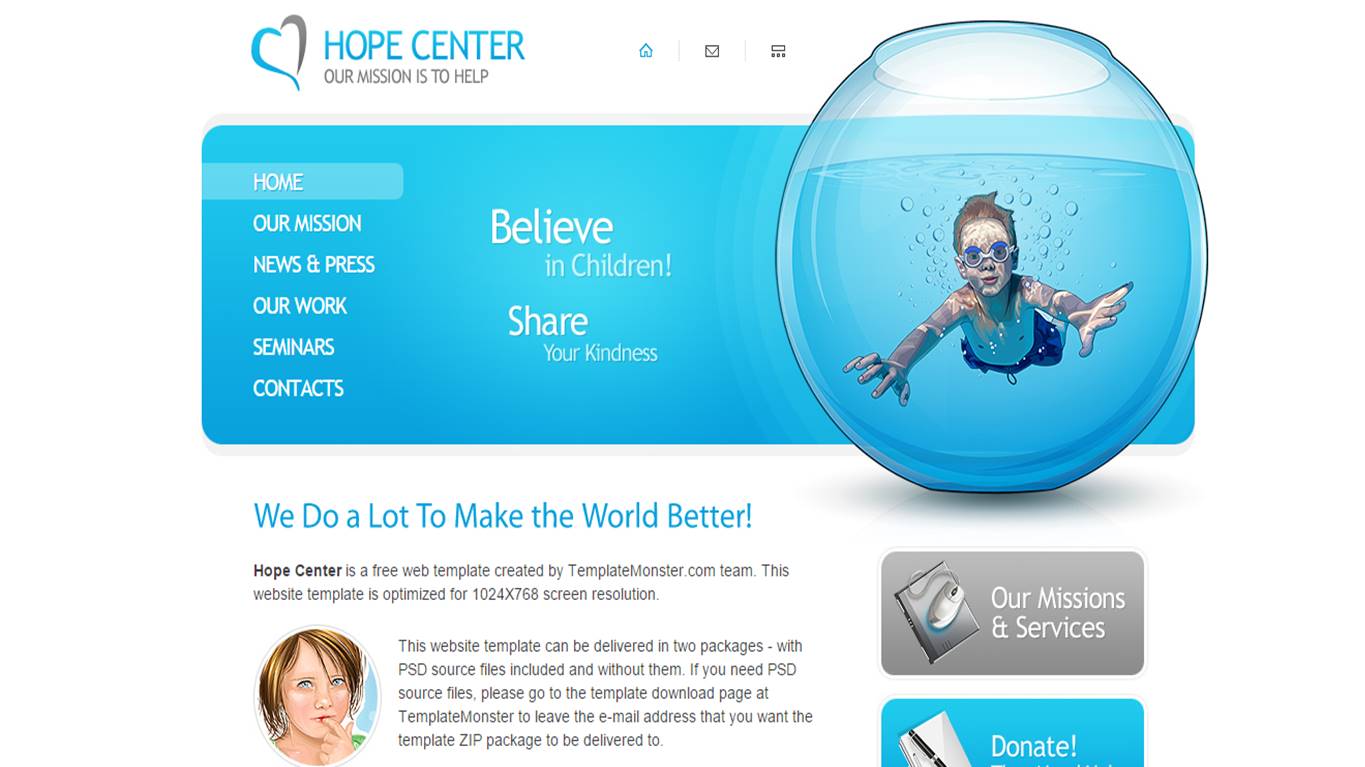 HOPE CENTER
OUR MISSION IS TO HELP
HOME
OUR MISSION
NEWS & PRESS
OUR WORK
SEMINARS
CONTACTS
Believe
in Children!
Share
Your Kindness
We Do a Lot To Make the World Better!
Hope Center is a free web template created by TemplateMonster.com team. This
website template is optimized for 1024X768 screen resolution.
This website template can be delivered in two packages - with
PSD source files included and without them. If you need PSD
source files, please go to the template download page at
TemplateMonster to leave the e-mail address that you want the
template ZIP package to be delivered to.
Our Missions
& Services
Donate!